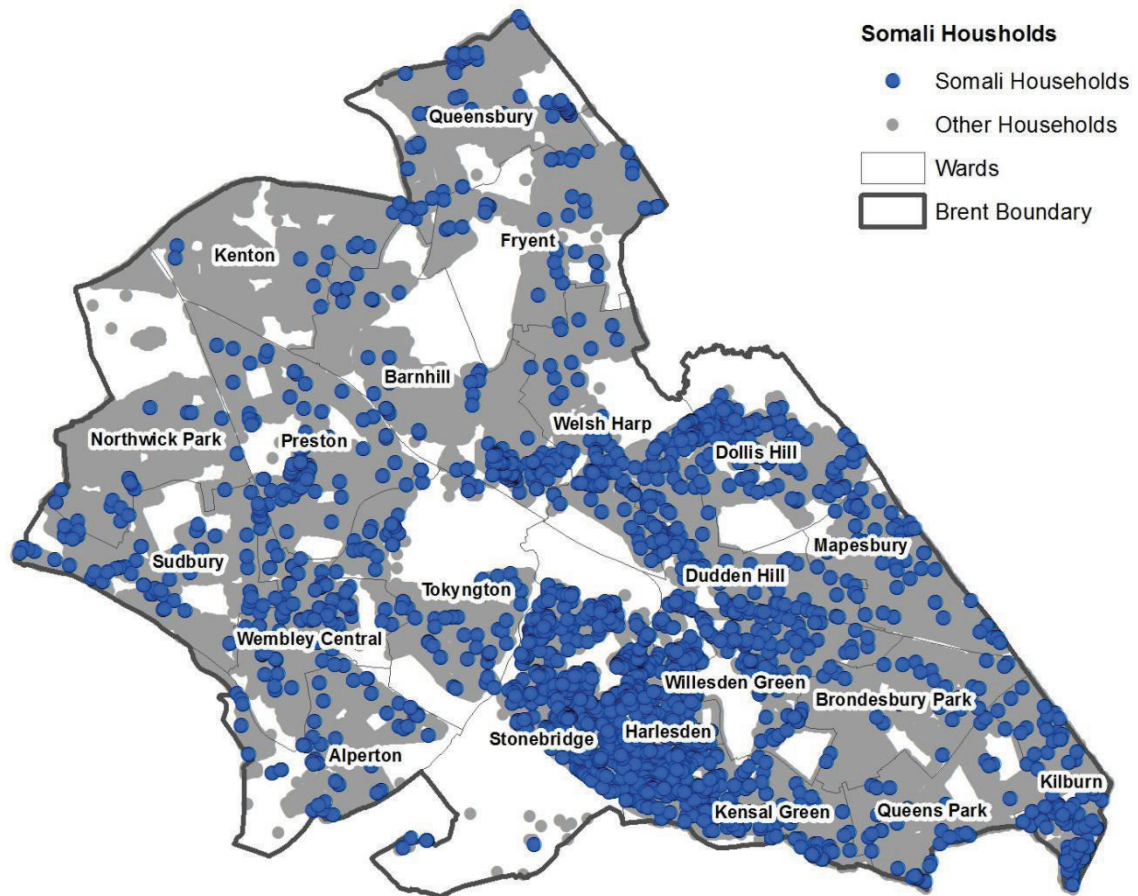 Somali Housholds
Somali Households
Other Households
Wards
Brent Boundary
Queensbury
Kenton
Fryent
Barnhill
Northwick Park
Preston
Welsh Harp
Dollis Hill
Sudbury
Mapesbury
Tokyngton
Dudden Hill
Wembley Central
Willesden Green
Brondesbury Park
Stonebridge
Harlesden
Alperton
Kilburn
Kensal Green
Queens Park